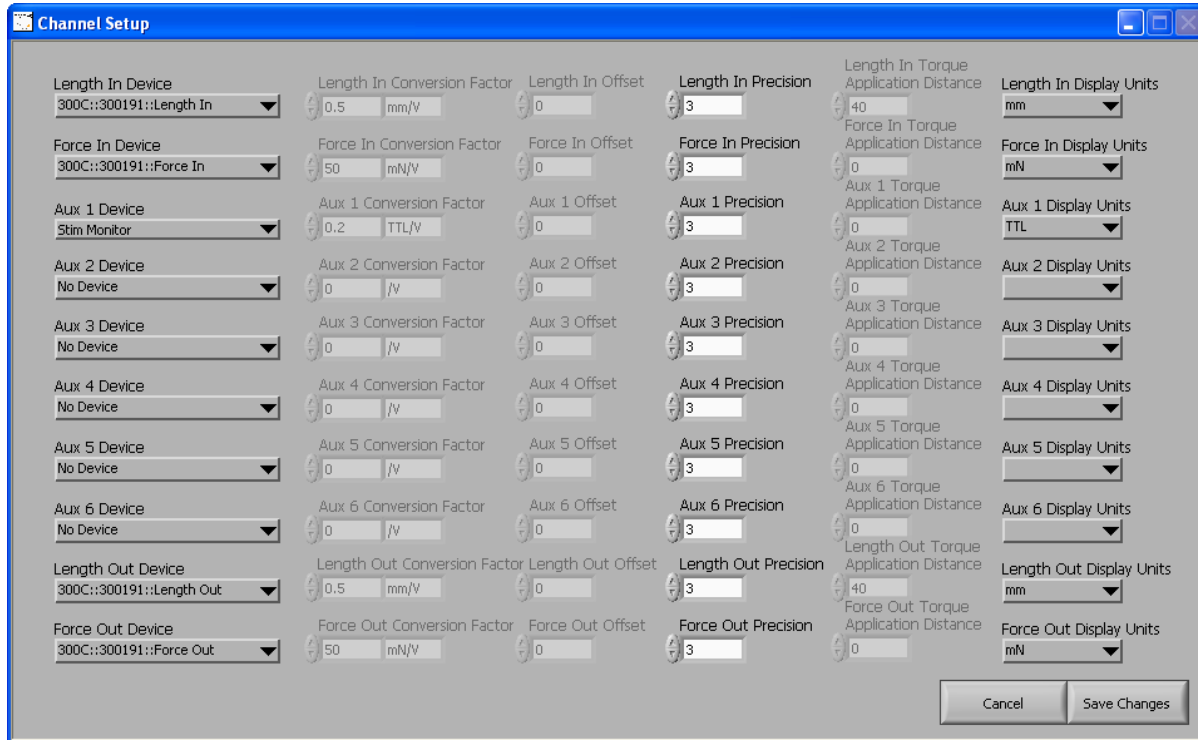 Channel Setup
Length In Device
Length In Conversion Factor
Length In Offset
Length In Precision
Length In Torque
Application Distance
Length In Display Units
300C::300191::Length In
0.5
mm/V
0
3
40
mm
Force In Device
Force In Conversion Factor
Force In Offset
Force In Precision
Force In Torque
Application Distance
Force In Display Units
300C::300191::Force In
50
mN/V
0
3
0
mN
Aux 1 Device
Aux 1 Conversion Factor
Aux 1 Offset
Aux 1 Precision
Aux 1 Torque
Application Distance
Aux 1 Display Units
Stim Monitor
0.2
TTL/V
0
3
0
TTL
Aux 2 Device
Aux 2 Conversion Factor
Aux 2 Offset
Aux 2 Precision
Aux 2 Torque
Application Distance
Aux 2 Display Units
No Device
0
/V
0
3
0
Aux 3 Device
Aux 3 Conversion Factor
Aux 3 Offset
Aux 3 Precision
Aux 3 Torque
Application Distance
Aux 3 Display Units
No Device
0
/V
0
3
0
Aux 4 Device
Aux 4 Conversion Factor
Aux 4 Offset
Aux 4 Precision
Aux 4 Torque
Application Distance
Aux 4 Display Units
No Device
0
/V
0
3
0
Aux 5 Device
Aux 5 Conversion Factor
Aux 5 Offset
Aux 5 Precision
Aux 5 Torque
Application Distance
Aux 5 Display Units
No Device
0
/V
0
3
0
Aux 6 Device
Aux 6 Conversion Factor
Aux 6 Offset
Aux 6 Precision
Aux 6 Torque
Application Distance
Aux 6 Display Units
No Device
0
/V
0
3
0
Length Out Device
Length Out Conversion Factor
Length Out Offset
Length Out Precision
Length Out Torque
Application Distance
Length Out Display Units
300C::300191::Length Out
0.5
mm/V
0
3
40
mm
Force Out Device
Force Out Conversion Factor
Force Out Offset
Force Out Precision
Force Out Torque
Application Distance
Force Out Display Units
300C::300191::Force Out
50
mN/V
0
3
0
mN
Cancel
Save Changes